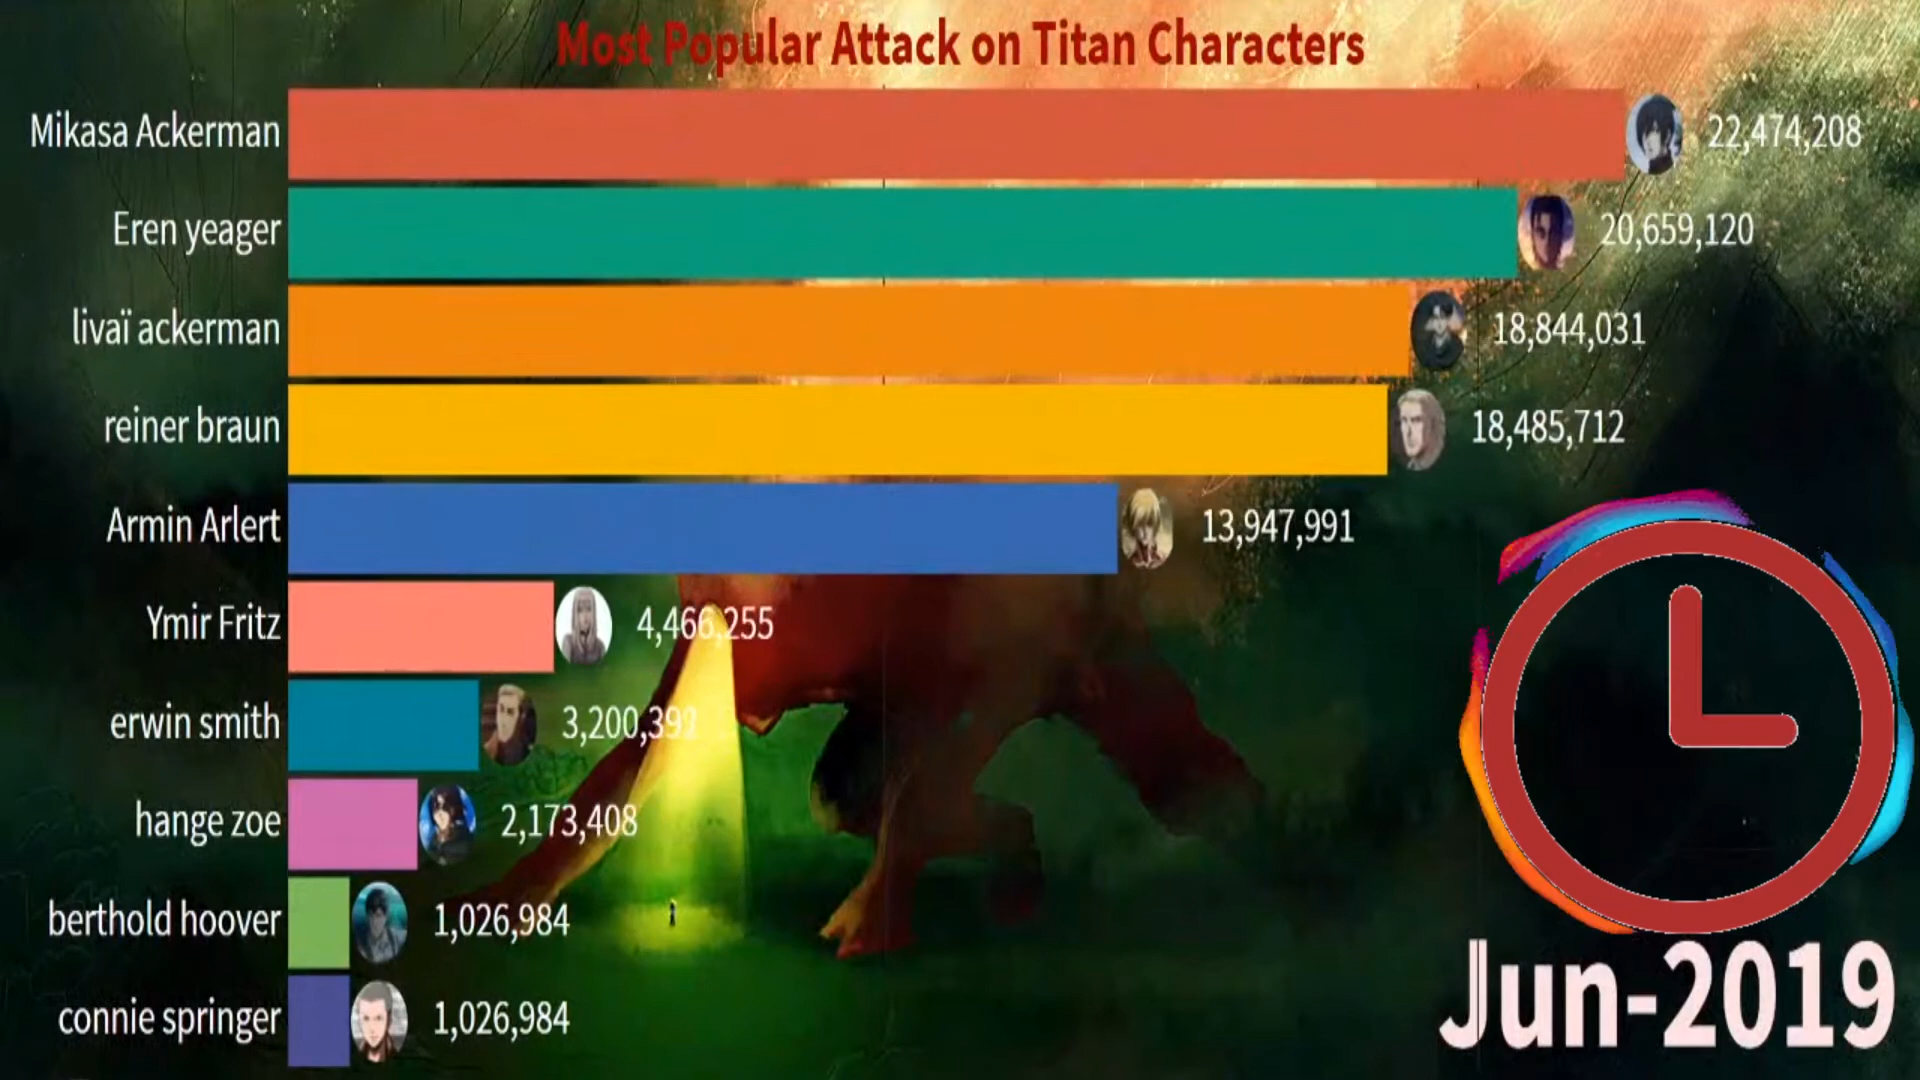 Most Popular Attack on Titan Characters
Mikasa Ackerman 22,474,208
Eren yeager 20,659,120
livaï ackerman 18,844,031
reiner braun 18,485,712
Armin Arlert 13,947,991
Ymir Fritz 4,466,255
erwin smith 3,200,392
hange zoe 2,173,408
berthold hoover 1,026,984
connie springer 1,026,984
Jun-2019